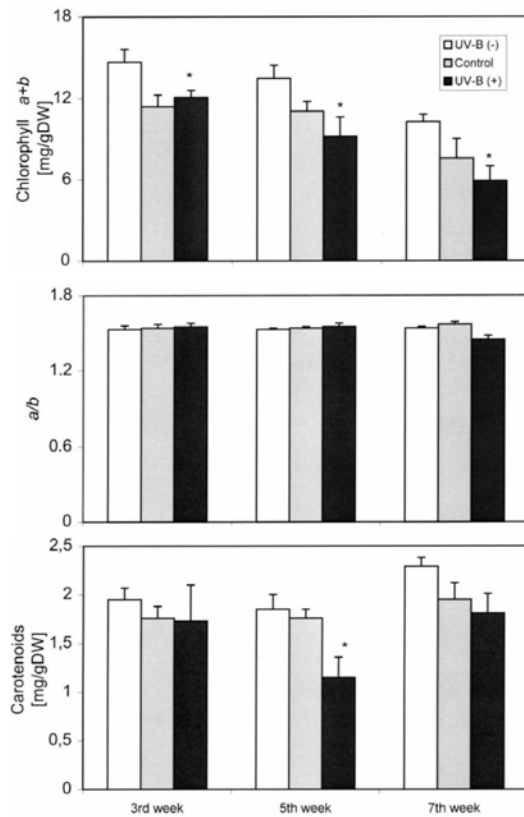 18
12
6
0
Chlorophyll a+b
[mg/gDW]
UV-B (-)
Control
UV-B (+)
*
*
*
1.8
1.2
0.6
0
a/b
2,5
2
1,5
1
0,5
0
Carotenoids
[mg/gDW]
*
3rd week
5th week
7th week